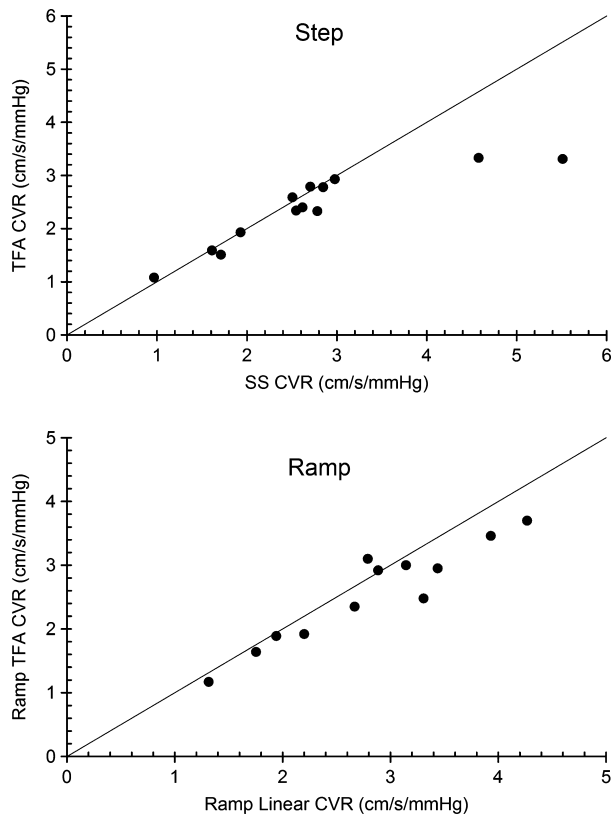 Step
TFA CVR (cm/s/mmHg)
6
5
4
3
2
1
0
0 1 2 3 4 5 6
SS CVR (cm/s/mmHg)
Ramp
Ramp TFA CVR (cm/s/mmHg)
5
4
3
2
1
0
0 1 2 3 4 5
Ramp Linear CVR (cm/s/mmHg)